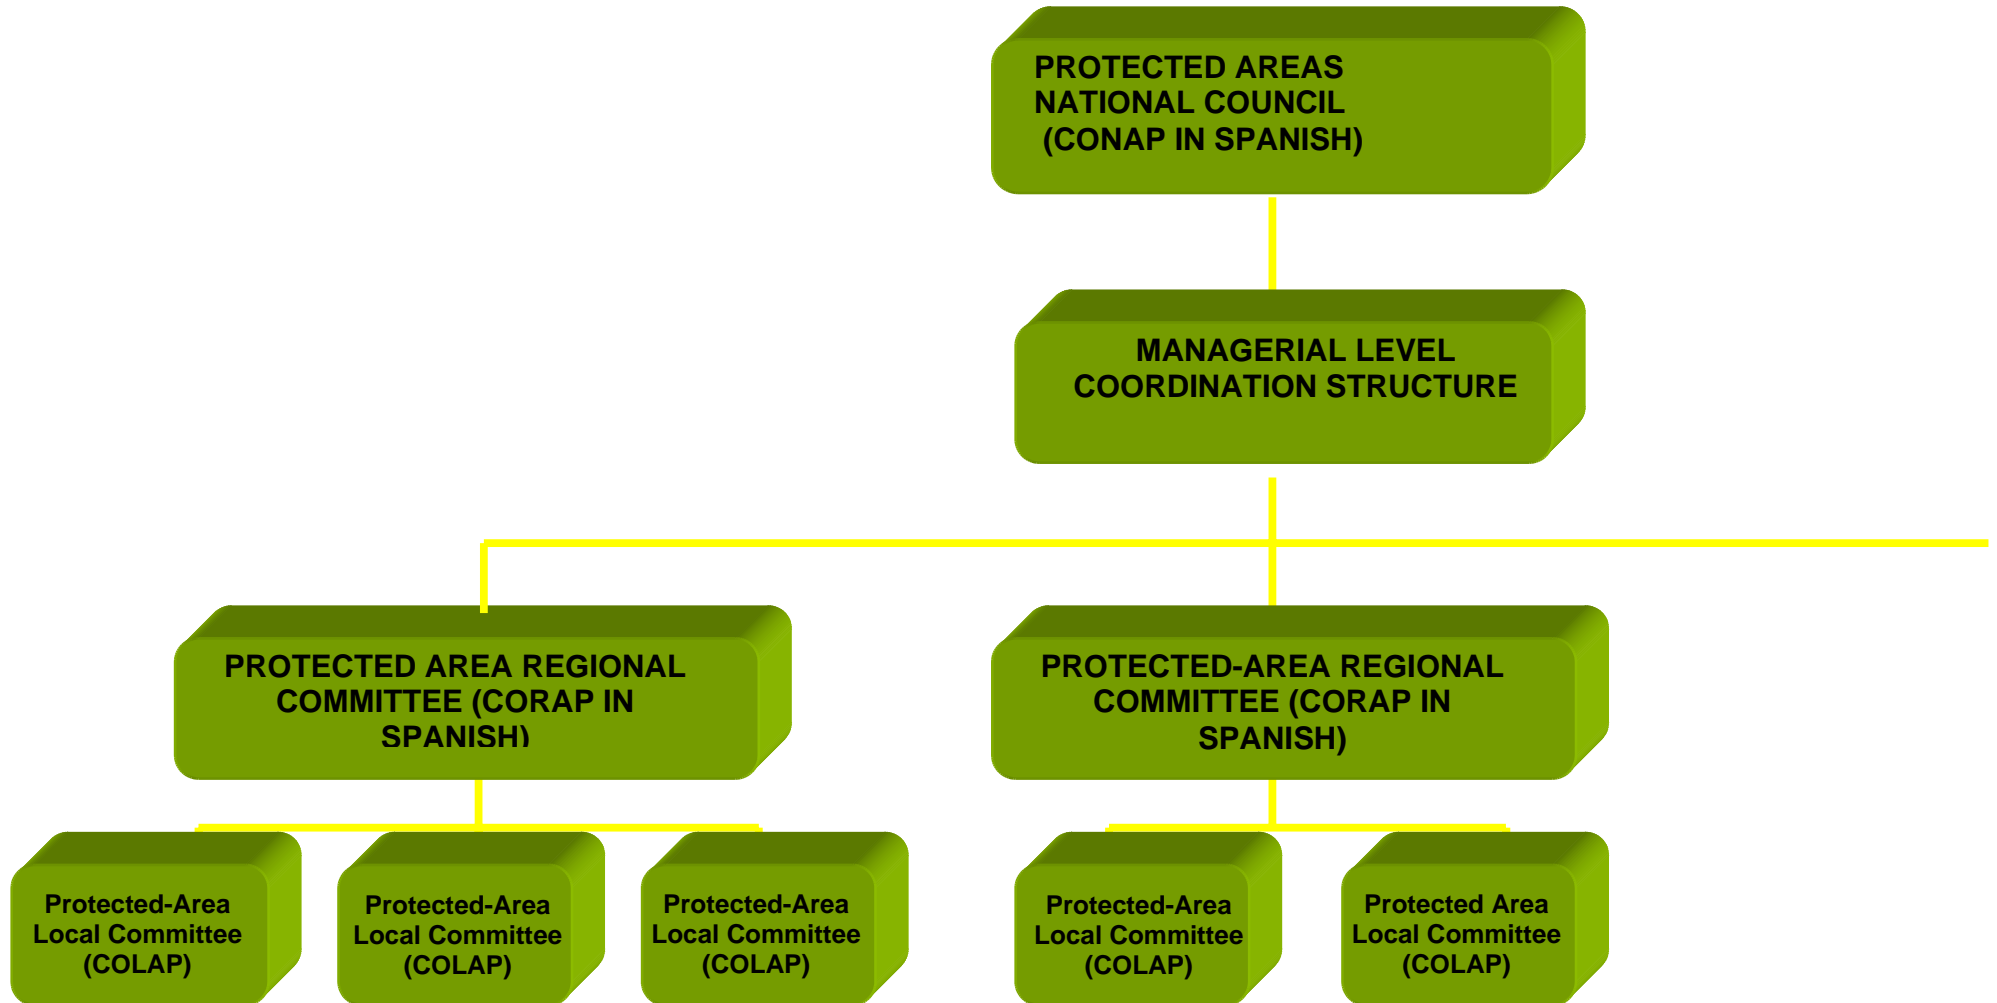 PROTECTED AREAS
NATIONAL COUNCIL
(CONAP IN SPANISH)
MANAGERIAL LEVEL
COORDINATION STRUCTURE
PROTECTED AREA REGIONAL
COMMITTEE (CORAP IN
SPANISH)
PROTECTED-AREA REGIONAL
COMMITTEE (CORAP IN
SPANISH)
Protected-Area
Local Committee
(COLAP)
Protected-Area
Local Committee
(COLAP)
Protected-Area
Local Committee
(COLAP)
Protected-Area
Local Committee
(COLAP)
Protected Area
Local Committee
(COLAP)